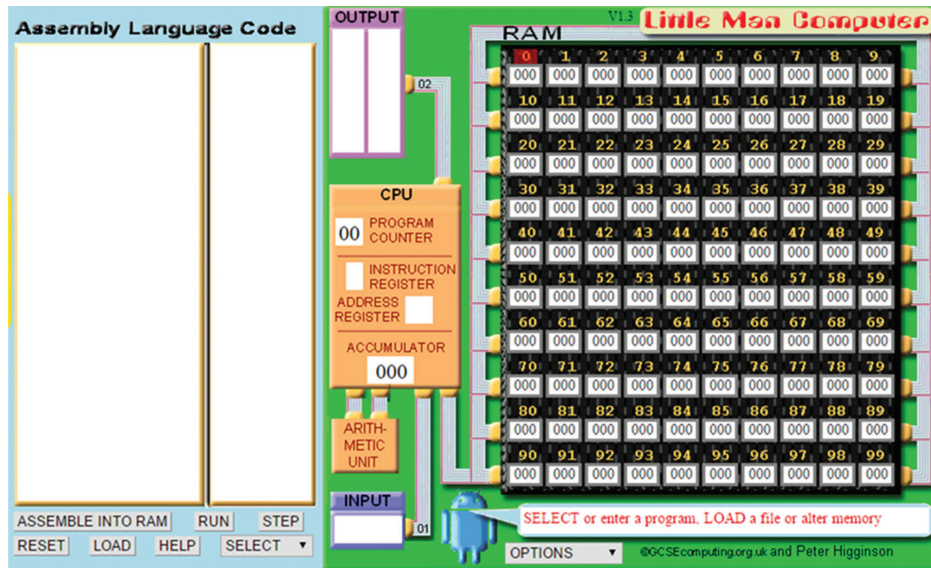 Assembly Language Code
OUTPUT
V1.3 Little Man Computer
RAM
0 1 2 3 4 5 6 7 8 9
000 000 000 000 000 000 000 000 000 000
02
10 11 12 13 14 15 16 17 18 19
000 000 000 000 000 000 000 000 000 000
20 21 22 23 24 25 26 27 28 29
000 000 000 000 000 000 000 000 000 000
30 31 32 33 34 35 36 37 38 39
000 000 000 000 000 000 000 000 000 000
40 41 42 43 44 45 46 47 48 49
000 000 000 000 000 000 000 000 000 000
50 51 52 53 54 55 56 57 58 59
000 000 000 000 000 000 000 000 000 000
60 61 62 63 64 65 66 67 68 69
000 000 000 000 000 000 000 000 000 000
70 71 72 73 74 75 76 77 78 79
000 000 000 000 000 000 000 000 000 000
80 81 82 83 84 85 86 87 88 89
000 000 000 000 000 000 000 000 000 000
90 91 92 93 94 95 96 97 98 99
000 000 000 000 000 000 000 000 000 000
CPU
00 PROGRAM
COUNTER
INSTRUCTION
REGISTER
ADDRESS
REGISTER
ACCUMULATOR
000
ARITH-
METIC
UNIT
INPUT
01
ASSEMBLE INTO RAM RUN STEP
RESET LOAD HELP SELECT
SELECT or enter a program, LOAD a file or alter memory
OPTIONS
©GCSEcomputing.org.uk and Peter Higginson